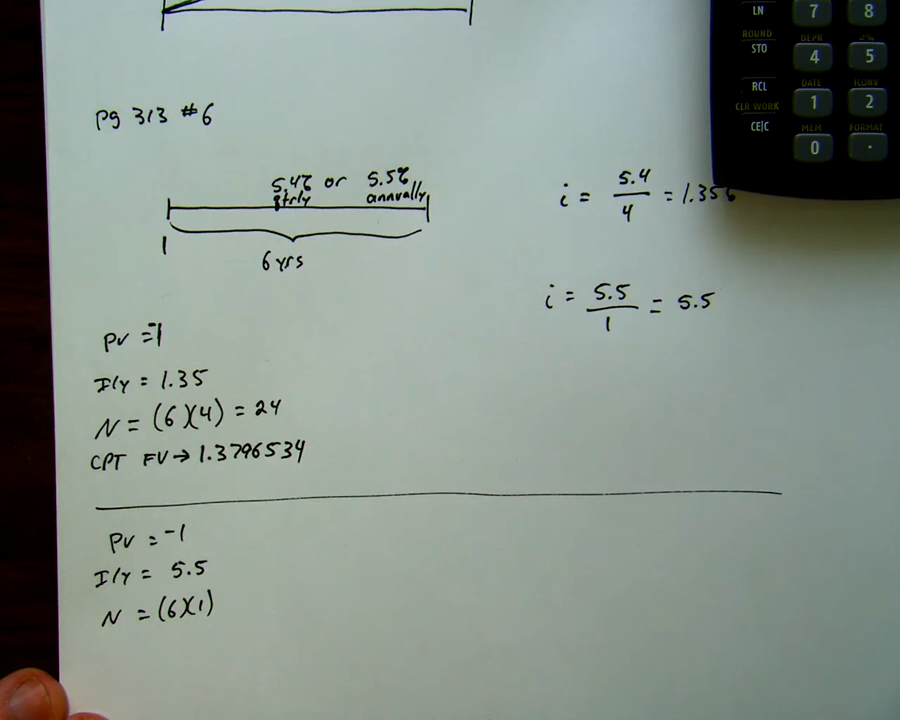 pg 313 #6
5.4% or 5.5%
qtrly annually
1
6 yrs
i = 5.4 / 4 = 1.35%
i = 5.5 / 1 = 5.5
PV = -1
I/Y = 1.35
N = (6)(4) = 24
CPT FV → 1.3796534
PV = -1
I/Y = 5.5
N = (6)(1)
LN 7 8
ROUND DEPR Δ%
STO 4 5
DATE ICONV
RCL 1 2
CLR WORK MEM FORMAT
CE|C 0 .